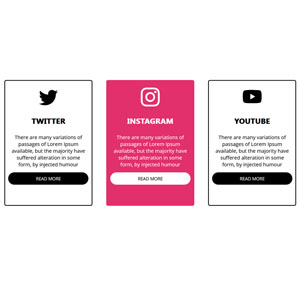 TWITTER
There are many variations of
passages of Lorem Ipsum
available, but the majority have
suffered alteration in some
form, by injected humour
READ MORE
INSTAGRAM
There are many variations of
passages of Lorem Ipsum
available, but the majority have
suffered alteration in some
form, by injected humour
READ MORE
YOUTUBE
There are many variations of
passages of Lorem Ipsum
available, but the majority have
suffered alteration in some
form, by injected humour
READ MORE